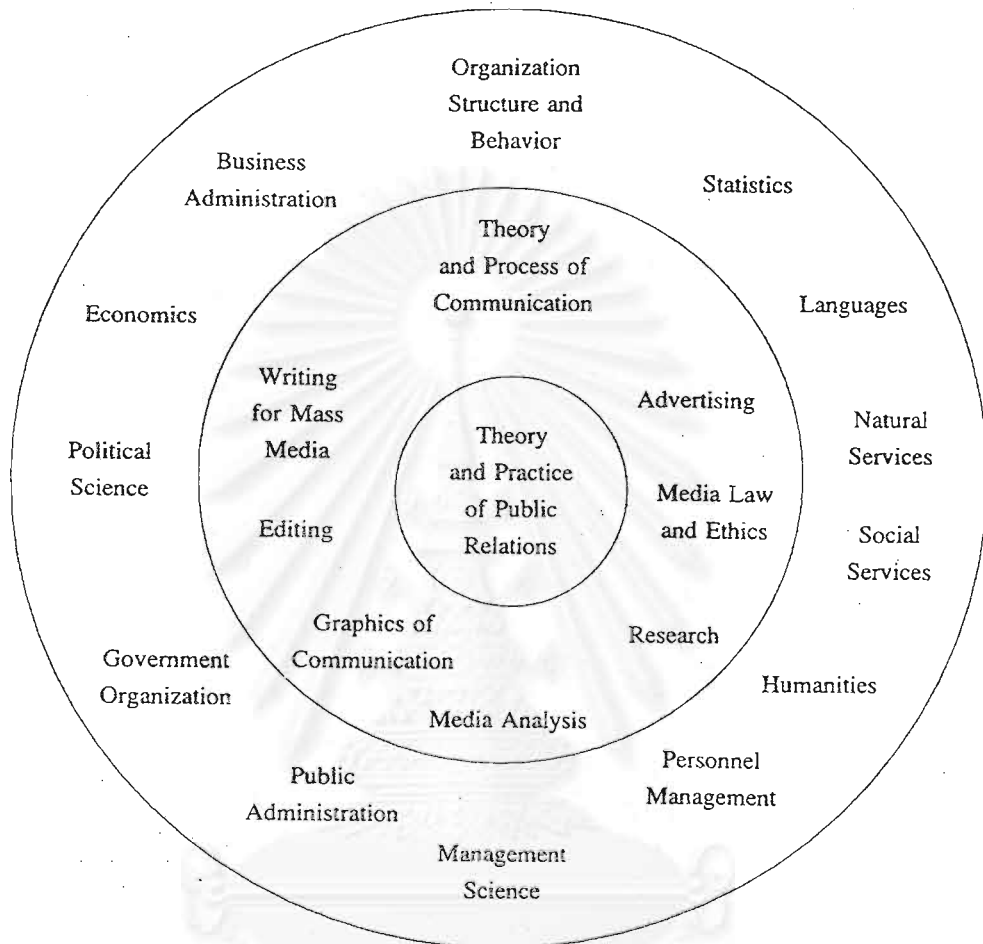 Organization
Structure and
Behavior
Business
Administration
Statistics
Theory
and Process of
Communication
Economics
Languages
Writing
for Mass
Media
Advertising
Natural
Services
Political
Science
Theory
and Practice
of Public
Relations
Media Law
and Ethics
Editing
Social
Services
Graphics of
Communication
Research
Government
Organization
Humanities
Media Analysis
Public
Administration
Personnel
Management
Management
Science